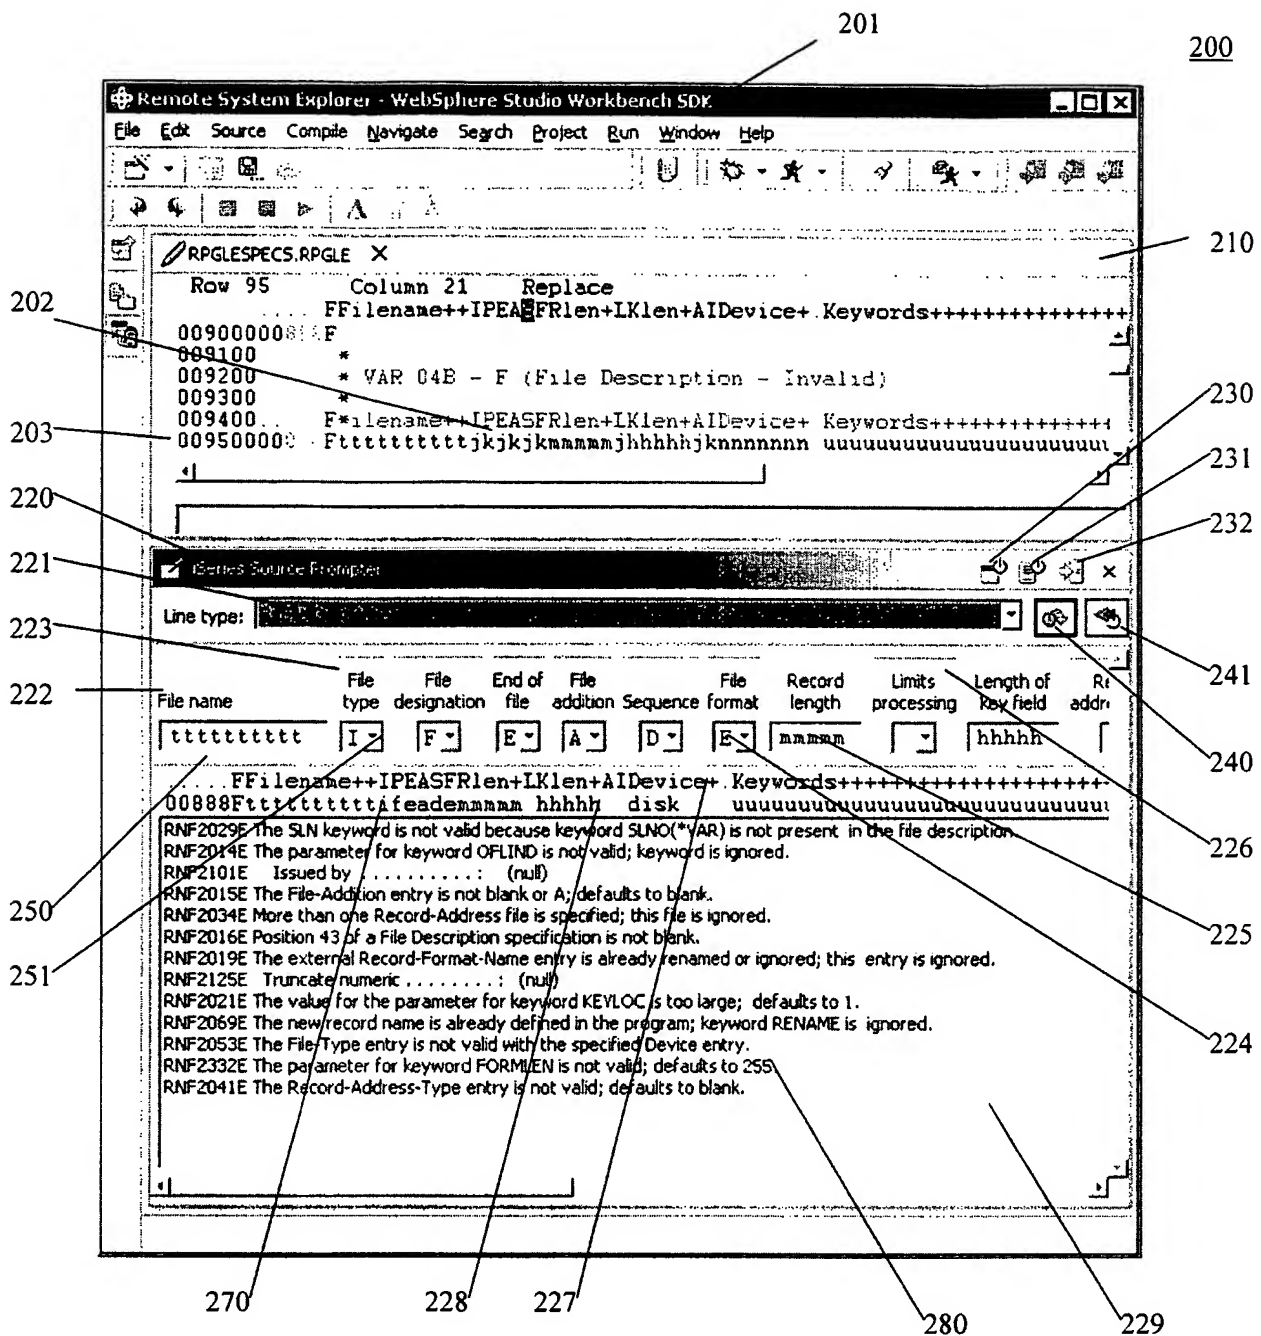 201
200
Remote System Explorer - WebSphere Studio Workbench SDK
File Edit Source Compile Navigate Search Project Run Window Help
210
RPGLESPECS.RPGLE
Row 95 Column 21 Replace
202
.... FFilename++IPEASFRlen+LKlen+AIDevice+.Keywords+++++++++++++++
F
009100 *
009200 * VAR 04B - F (File Description - Invalid)
009300 *
230
009400 F*ilename++IPEASFRlen+LKlen+AIDevice+ Keywords+++++++++++++
203
231
220
232
221
iSeries Source Prompter
Line type:
223
241
222
File name
File type
File designation
End of file
File addition
Sequence
File format
Record length
Limits processing
Length of key field
tttttttttt I F E A D E mmmmm hhhhh
240
250
.....FFilename++IPEASFRlen+LKlen+AIDevice+.Keywords++++++++++++++++++++
226
RNF2029E The SLN keyword is not valid because keyword SLNO(*VAR) is not present in the file description.
RNF2014E The parameter for keyword OFLIND is not valid; keyword is ignored.
RNF2101E Issued by . . . . . . . . . . : (null)
RNF2015E The File-Addition entry is not blank or A; defaults to blank.
RNF2034E More than one Record-Address file is specified; this file is ignored.
RNF2016E Position 43 of a File Description specification is not blank.
225
RNF2019E The external Record-Format-Name entry is already renamed or ignored; this entry is ignored.
251
RNF2125E Truncate numeric . . . . . . . . : (null)
RNF2021E The value for the parameter for keyword KEYLOC is too large; defaults to 1.
RNF2069E The new record name is already defined in the program; keyword RENAME is ignored.
224
RNF2053E The File-Type entry is not valid with the specified Device entry.
RNF2332E The parameter for keyword FORMLEN is not valid; defaults to 255.
RNF2041E The Record-Address-Type entry is not valid; defaults to blank.
270
228
227
280
229